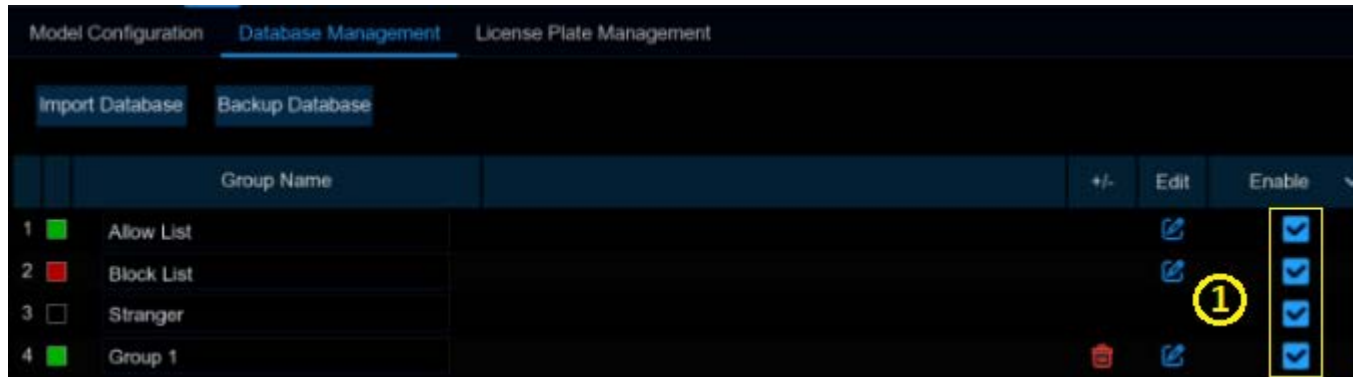 Model Configuration Database Management License Plate Management
Import Database Backup Database
Group Name +/- Edit Enable
1 Allow List
2 Block List
1
3 Stranger
4 Group 1